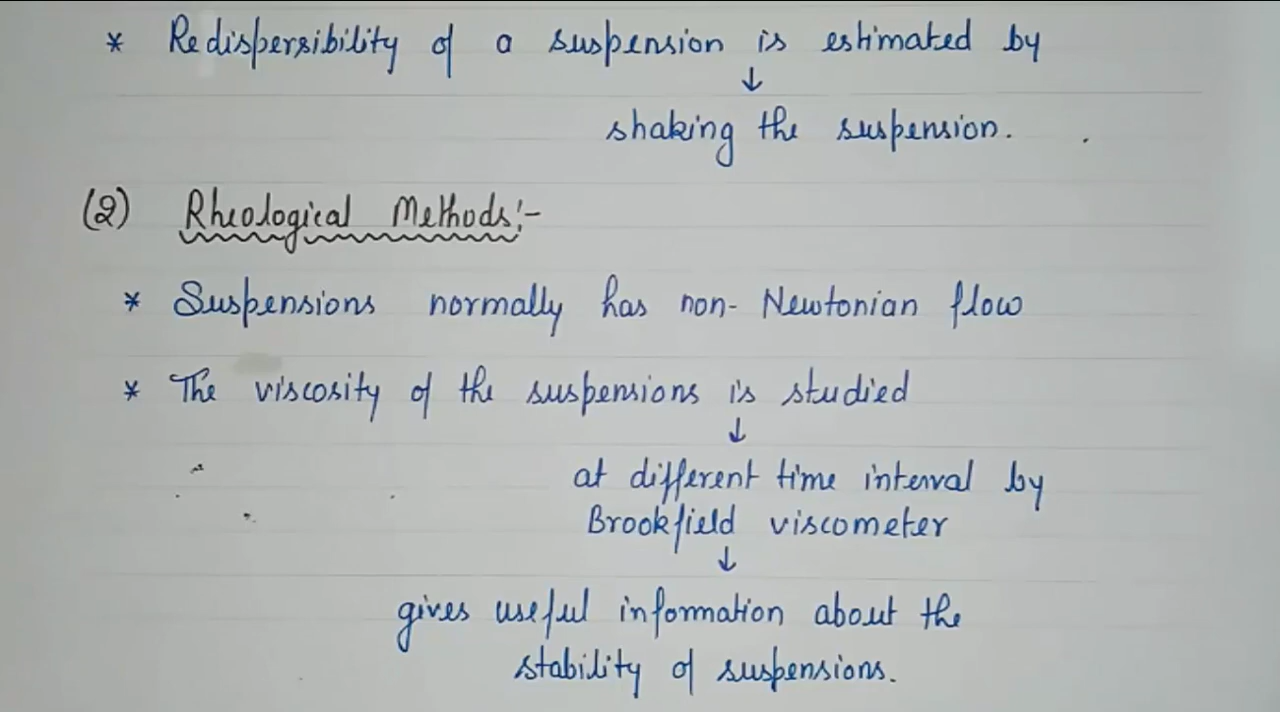 * Redispersibility of a suspension is estimated by
↓
shaking the suspension.
(2) Rheological Methods:-
* Suspensions normally has non-Newtonian flow
* The viscosity of the suspensions is studied
↓
at different time interval by
Brookfield viscometer
↓
gives useful information about the
stability of suspensions.